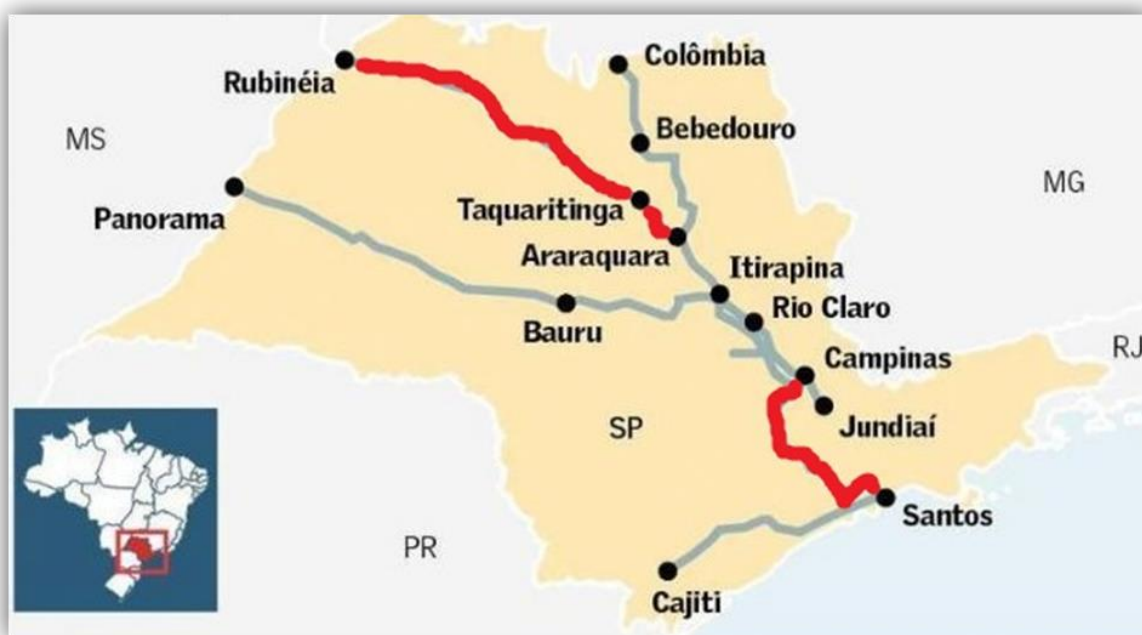 Colômbia
Rubinéia
MS
Bebedouro
MG
Panorama
Taquaritinga
Araraquara
Itirapina
Rio Claro
Bauru
RJ
Campinas
SP
Jundiaí
Santos
PR
Cajiti